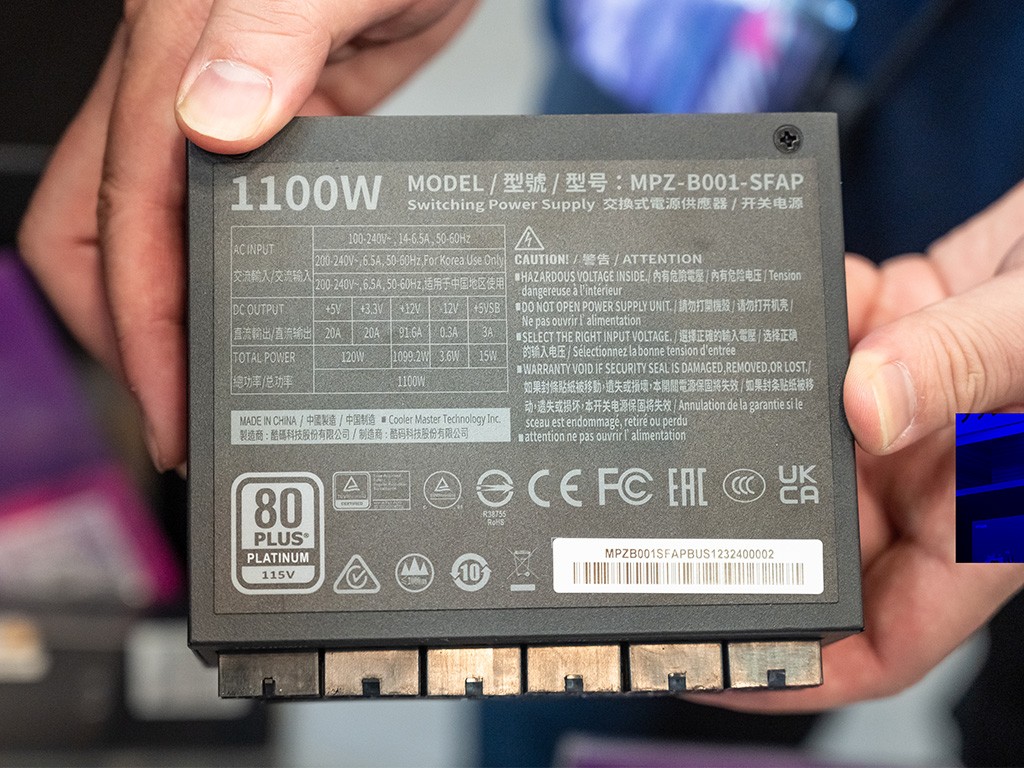 1100W
MODEL / 型號 / 型号：MPZ-B001-SFAP
Switching Power Supply 交換式電源供應器 / 开关电源
AC INPUT
交流輸入/交流输入
100-240V~, 14-6.5A, 50-60Hz
200-240V~, 6.5A, 50-60Hz, For Korea Use Only
200-240V~, 6.5A, 50-60Hz, 适用于中国地区使用
DC OUTPUT +5V +3.3V +12V -12V +5VSB
直流輸出/直流输出 20A 20A 91.6A 0.3A 3A
TOTAL POWER 120W 1099.2W 3.6W 15W
總功率/总功率 1100W
CAUTION! / 警告 / ATTENTION
■HAZARDOUS VOLTAGE INSIDE. / 內有危險電壓 / 内有危险电压 / Tension
dangereuse à l'intérieur
■DO NOT OPEN POWER SUPPLY UNIT. / 請勿打開機殼 / 请勿打开机壳 /
Ne pas ouvrir l' alimentation
■SELECT THE RIGHT INPUT VOLTAGE. / 選擇正確的輸入電壓 / 选择正确
的输入电压 / Sélectionnez la bonne tension d'entrée
■WARRANTY VOID IF SECURITY SEAL IS DAMAGED,REMOVED,OR LOST./
如果封條貼紙被移動，遺失或損壞，本開關電源保固將失效 / 如果封条贴纸被移
动，遗失或损坏，本开关电源保固将失效 / Annulation de la garantie si le
sceau est endommagé, retiré ou perdu
■attention ne pas ouvrir l' alimentation
MADE IN CHINA / 中國製造 / 中国制造 ■ Cooler Master Technology Inc.
製造商：酷碼科技股份有限公司 / 制造商：酷码科技股份有限公司
80
PLUS®
PLATINUM
115V
R38755
RoHS
CE FC EAC CCC UK
CA
10
MPZB001SFAPBUS1232400002